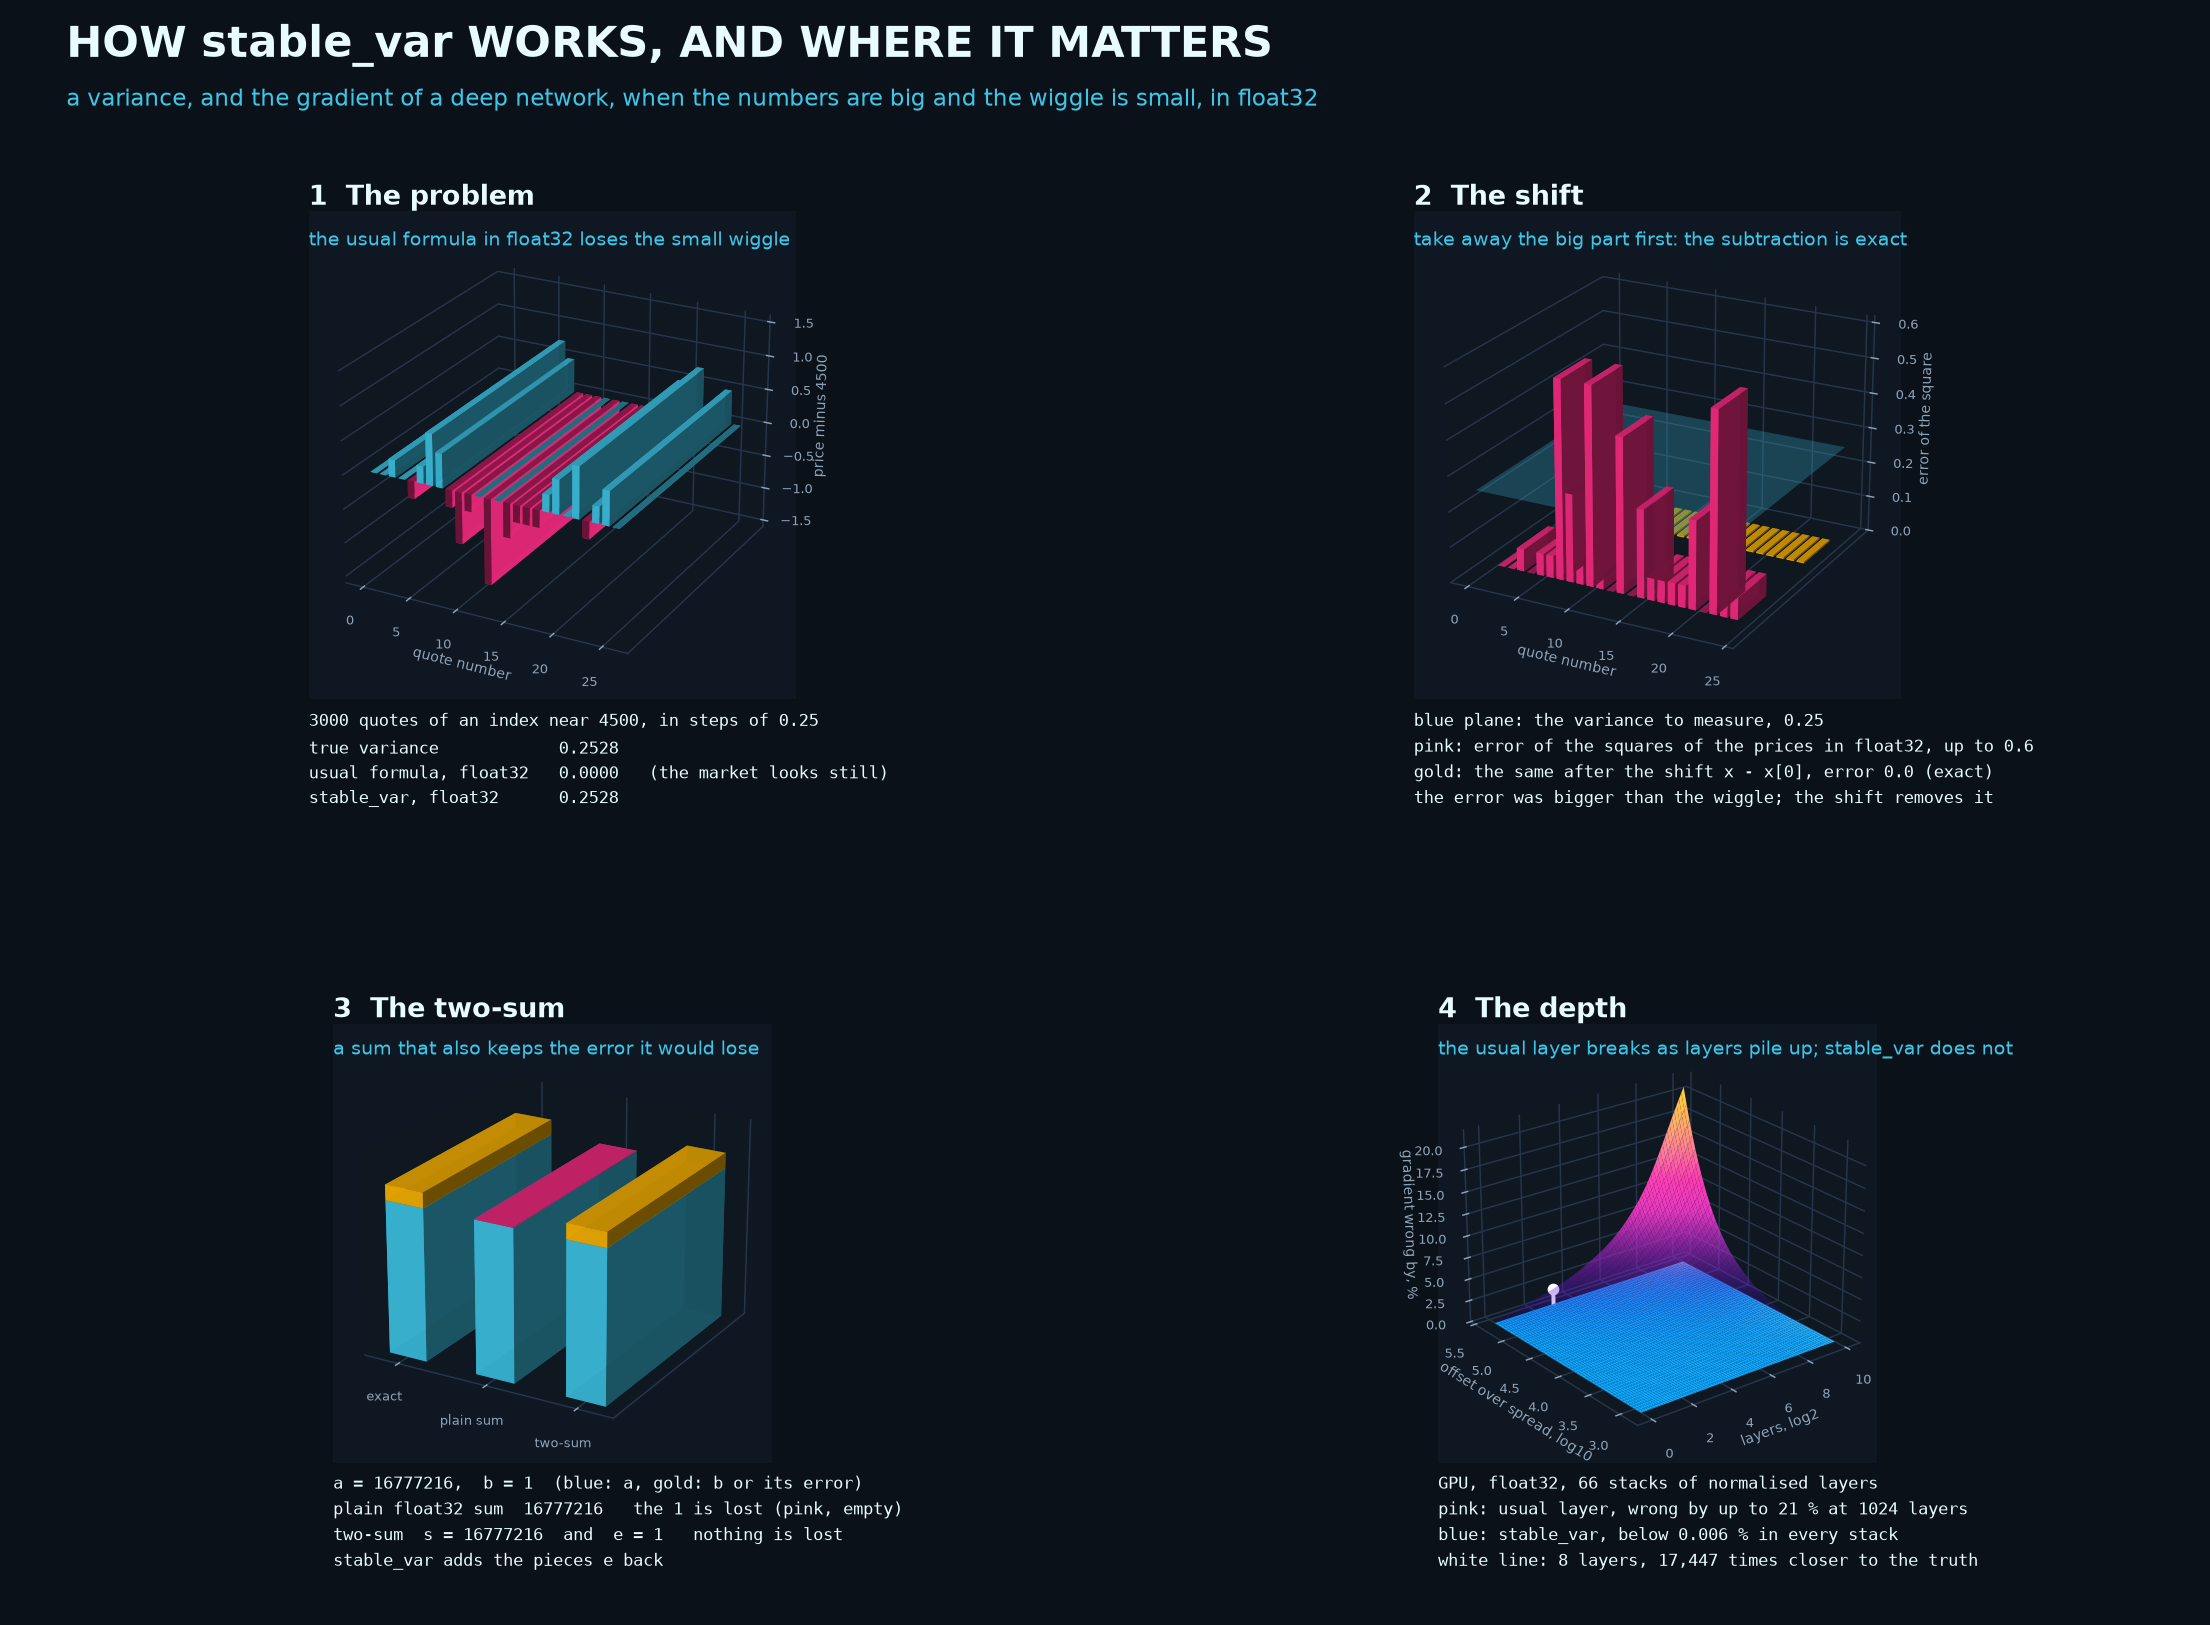 HOW stable_var WORKS, AND WHERE IT MATTERS
a variance, and the gradient of a deep network, when the numbers are big and the wiggle is small, in float32
1 The problem
the usual formula in float32 loses the small wiggle
1.5
1.0
0.5
0.0
−0.5
−1.0
−1.5
price minus 4500
0
5
10
15
20
25
quote number
3000 quotes of an index near 4500, in steps of 0.25
true variance 0.2528
usual formula, float32 0.0000 (the market looks still)
stable_var, float32 0.2528
2 The shift
take away the big part first: the subtraction is exact
0.6
0.5
0.4
0.3
0.2
0.1
0.0
error of the square
0
5
10
15
20
25
quote number
blue plane: the variance to measure, 0.25
pink: error of the squares of the prices in float32, up to 0.6
gold: the same after the shift x - x[0], error 0.0 (exact)
the error was bigger than the wiggle; the shift removes it
3 The two-sum
a sum that also keeps the error it would lose
exact
plain sum
two-sum
a = 16777216, b = 1 (blue: a, gold: b or its error)
plain float32 sum 16777216 the 1 is lost (pink, empty)
two-sum s = 16777216 and e = 1 nothing is lost
stable_var adds the pieces e back
4 The depth
the usual layer breaks as layers pile up; stable_var does not
20.0
17.5
15.0
12.5
10.0
7.5
5.0
2.5
0.0
gradient wrong by, %
5.5
5.0
4.5
4.0
3.5
3.0
offset over spread, log10
0
2
4
6
8
10
layers, log2
GPU, float32, 66 stacks of normalised layers
pink: usual layer, wrong by up to 21 % at 1024 layers
blue: stable_var, below 0.006 % in every stack
white line: 8 layers, 17,447 times closer to the truth